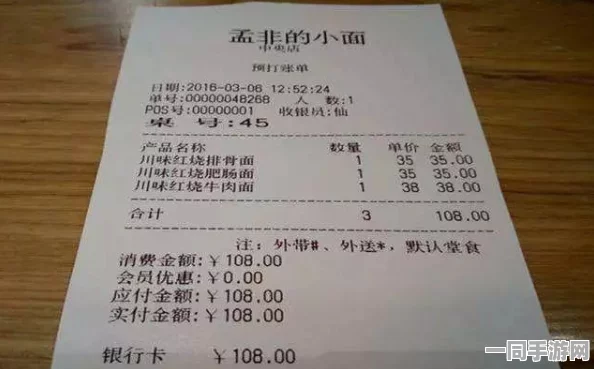 孟非的小面
中央店
预打账单
日期:2016-03-06 12:52:24
单号:00000048268 人 数:1
POS号:00000001 收银员:仙
桌 号:45
产品名称 数量 单价 金额
川味红烧排骨面 1 35 35.00
川味红烧肥肠面 1 35 35.00
川味红烧牛肉面 1 38 38.00
合计 3 108.00
注：外带#、外送*，默认堂食
消费金额:￥108.00
会员优惠:￥0.00
应付金额:￥108.00
实付金额:￥108.00
银行卡 ￥108.00
一同手游网